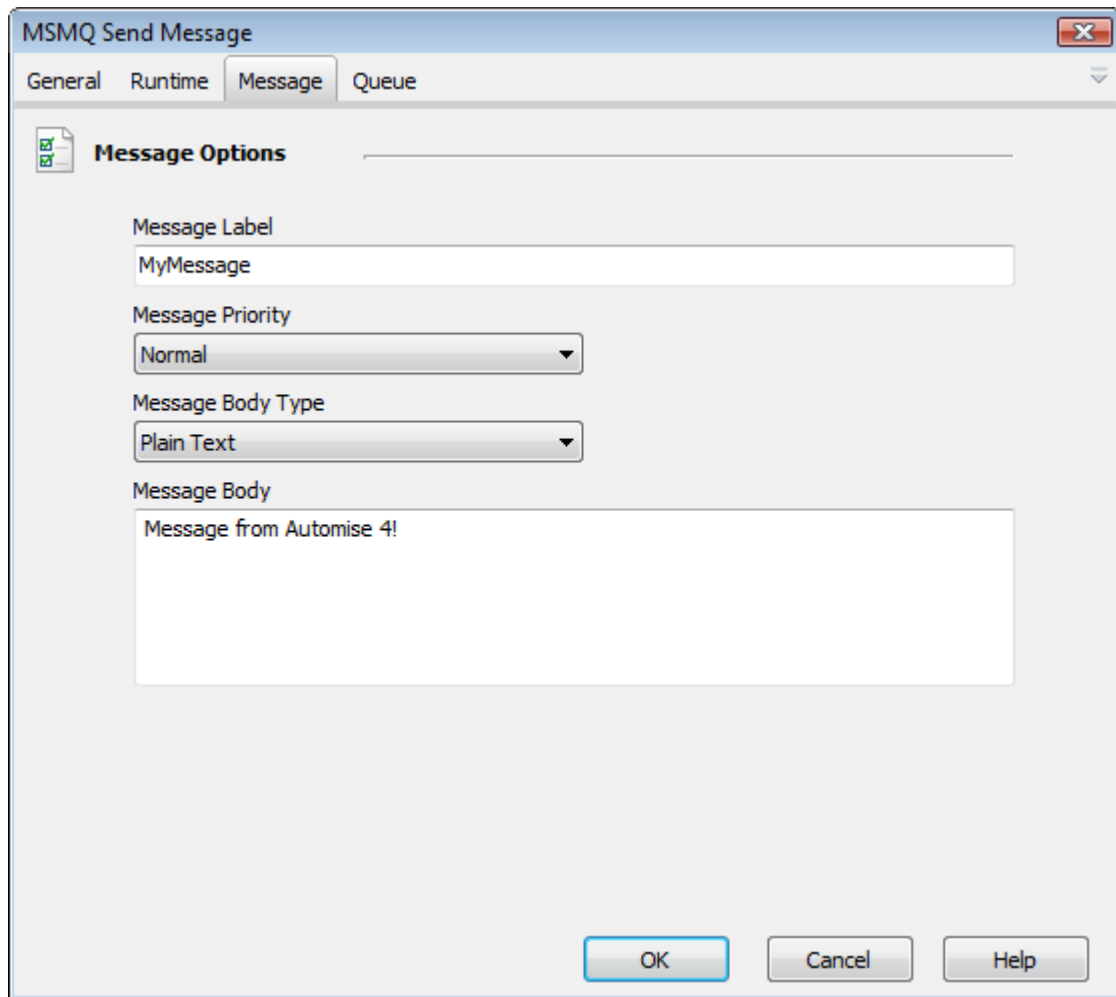 MSMQ Send Message
General Runtime Message Queue
Message Options
Message Label
MyMessage
Message Priority
Normal
Message Body Type
Plain Text
Message Body
Message from Automise 4!
OK Cancel Help